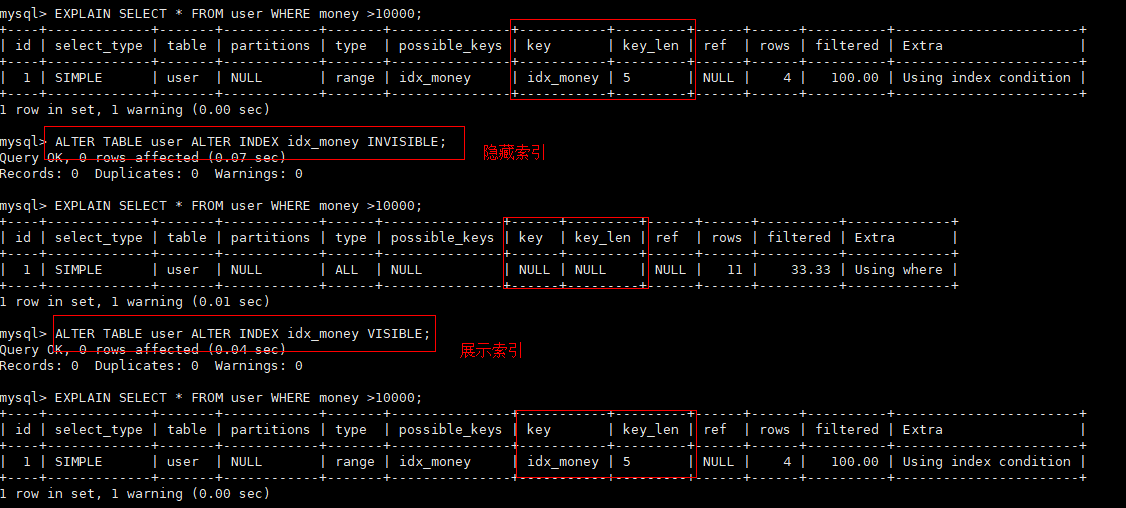 mysql> EXPLAIN SELECT * FROM user WHERE money >10000;
+----+-------------+-------+------------+-------+---------------+-----------+---------+------+------+----------+-----------------------+
| id | select_type | table | partitions | type  | possible_keys | key       | key_len | ref  | rows | filtered | Extra                 |
+----+-------------+-------+------------+-------+---------------+-----------+---------+------+------+----------+-----------------------+
|  1 | SIMPLE      | user  | NULL       | range | idx_money     | idx_money | 5       | NULL |    4 |   100.00 | Using index condition |
+----+-------------+-------+------------+-------+---------------+-----------+---------+------+------+----------+-----------------------+
1 row in set, 1 warning (0.00 sec)
mysql> ALTER TABLE user ALTER INDEX idx_money INVISIBLE;
隐藏索引
Query OK, 0 rows affected (0.07 sec)
Records: 0  Duplicates: 0  Warnings: 0
mysql> EXPLAIN SELECT * FROM user WHERE money >10000;
+----+-------------+-------+------------+------+---------------+------+---------+------+------+----------+-------------+
| id | select_type | table | partitions | type | possible_keys | key  | key_len | ref  | rows | filtered | Extra       |
+----+-------------+-------+------------+------+---------------+------+---------+------+------+----------+-------------+
|  1 | SIMPLE      | user  | NULL       | ALL  | NULL          | NULL | NULL    | NULL |   11 |    33.33 | Using where |
+----+-------------+-------+------------+------+---------------+------+---------+------+------+----------+-------------+
1 row in set, 1 warning (0.01 sec)
mysql> ALTER TABLE user ALTER INDEX idx_money VISIBLE;
展示索引
Query OK, 0 rows affected (0.04 sec)
Records: 0  Duplicates: 0  Warnings: 0
mysql> EXPLAIN SELECT * FROM user WHERE money >10000;
+----+-------------+-------+------------+-------+---------------+-----------+---------+------+------+----------+-----------------------+
| id | select_type | table | partitions | type  | possible_keys | key       | key_len | ref  | rows | filtered | Extra                 |
+----+-------------+-------+------------+-------+---------------+-----------+---------+------+------+----------+-----------------------+
|  1 | SIMPLE      | user  | NULL       | range | idx_money     | idx_money | 5       | NULL |    4 |   100.00 | Using index condition |
+----+-------------+-------+------------+-------+---------------+-----------+---------+------+------+----------+-----------------------+
1 row in set, 1 warning (0.00 sec)